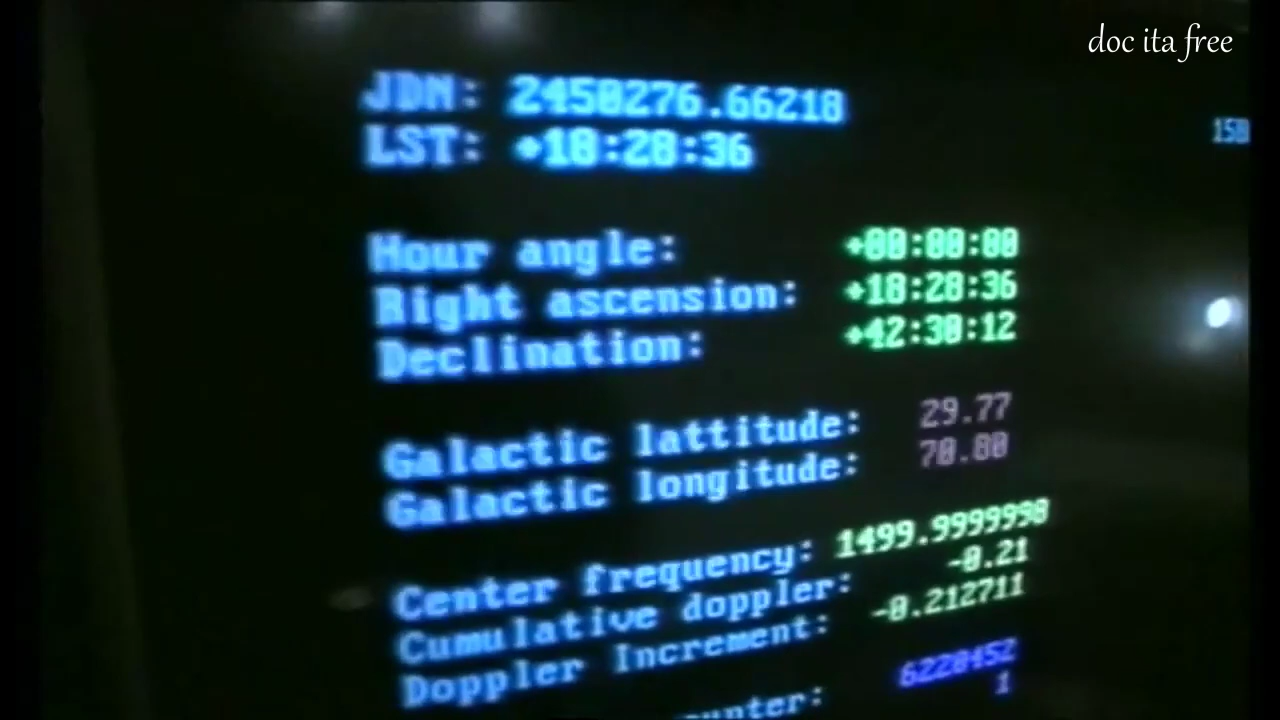 doc ita free
JDN: 2450276.66218
LST: +18:28:36
Hour angle: +00:00:00
Right ascension: +18:28:36
Declination: +42:30:12
Galactic lattitude: 29.77
Galactic longitude: 70.80
Center frequency: 1499.9999998
Cumulative doppler: -0.21
Doppler Increment: -0.212711
6220452
1